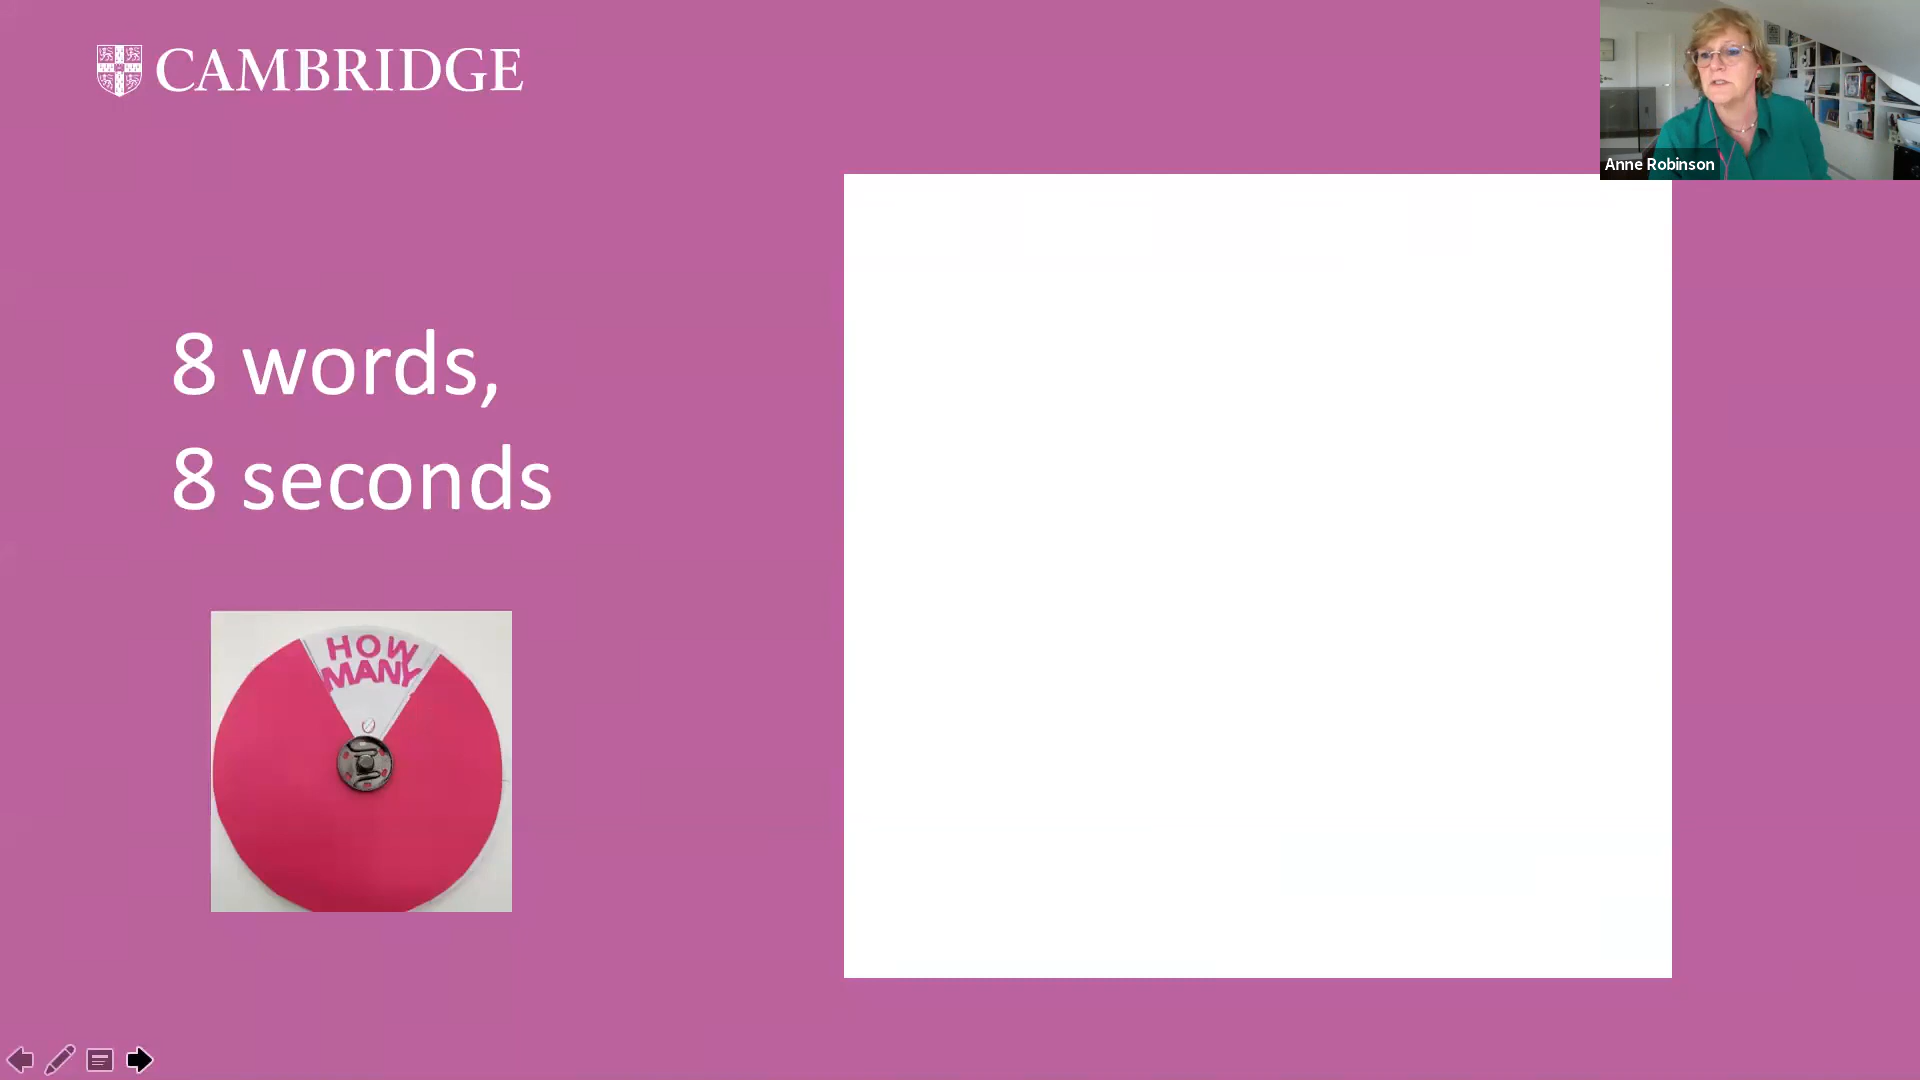 CAMBRIDGE
Anne Robinson
8 words,
8 seconds
HOW
MANY